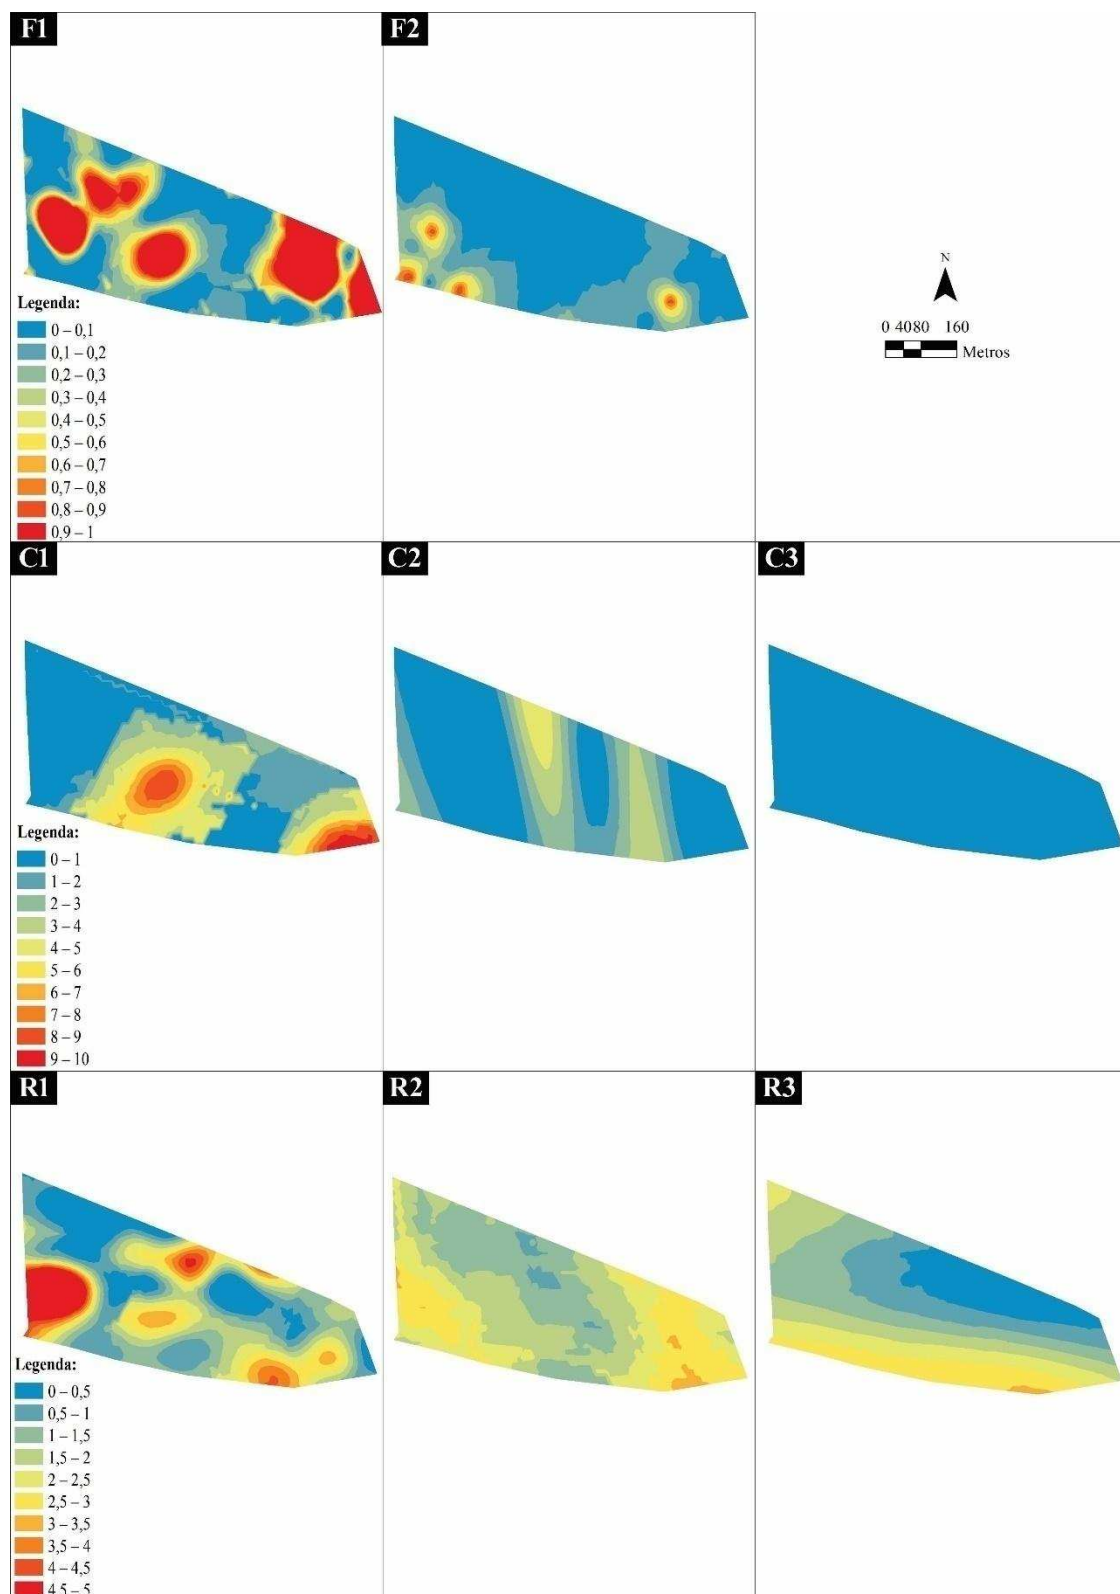 F1
F2
N
0 4080 160
Metros
Legenda:
0 – 0,1
0,1 – 0,2
0,2 – 0,3
0,3 – 0,4
0,4 – 0,5
0,5 – 0,6
0,6 – 0,7
0,7 – 0,8
0,8 – 0,9
0,9 – 1
C1
C2
C3
Legenda:
0 – 1
1 – 2
2 – 3
3 – 4
4 – 5
5 – 6
6 – 7
7 – 8
8 – 9
9 – 10
R1
R2
R3
Legenda:
0 – 0,5
0,5 – 1
1 – 1,5
1,5 – 2
2 – 2,5
2,5 – 3
3 – 3,5
3,5 – 4
4 – 4,5
4,5 – 5